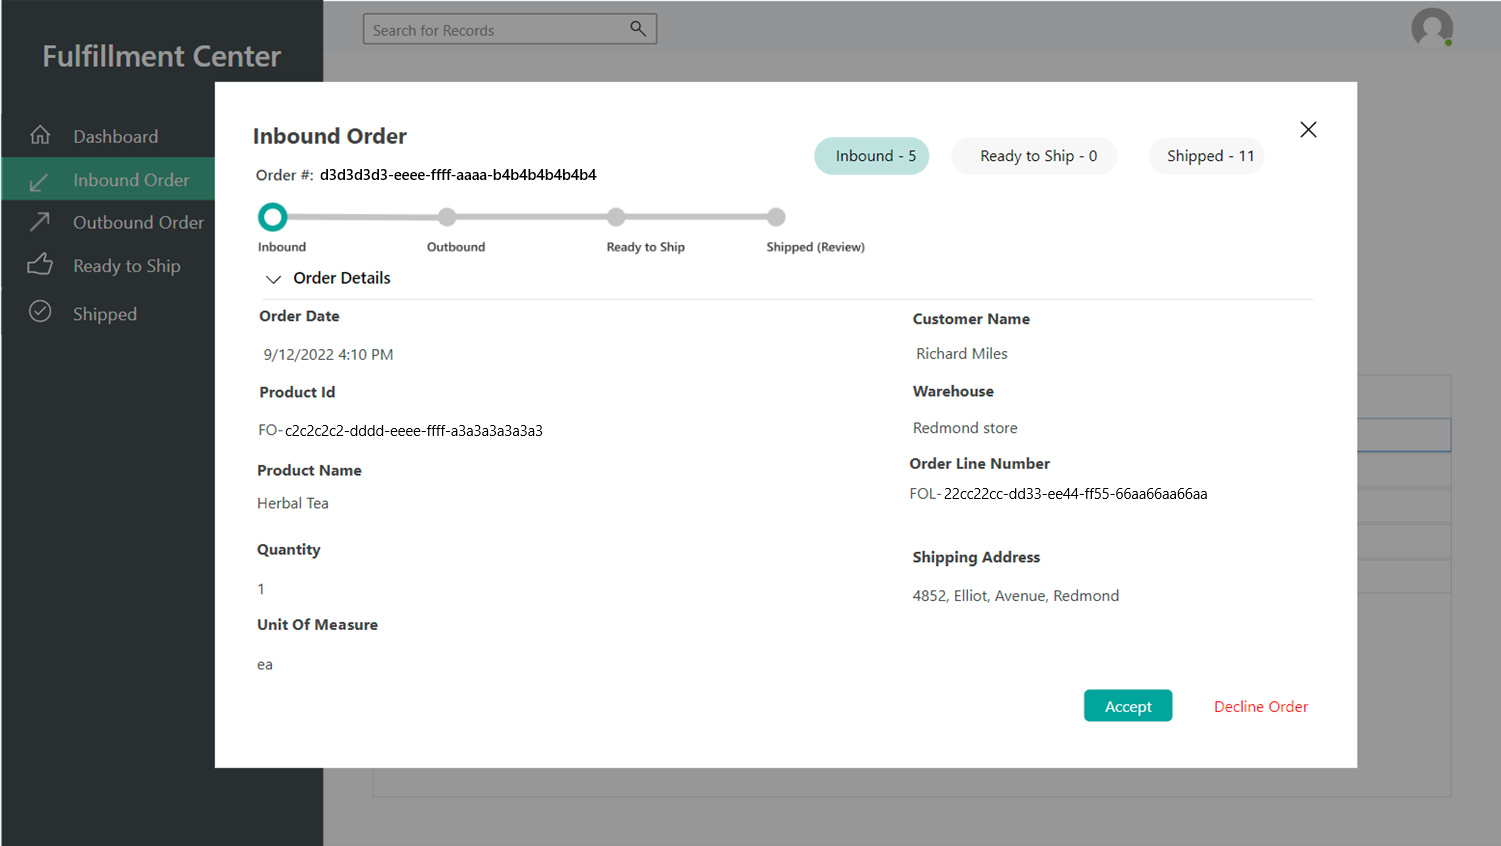 Fulfillment Center
Search for Records
Dashboard
Inbound Order
Outbound Order
Ready to Ship
Shipped
Inbound Order
Order #: d3d3d3d3-eeee-ffff-aaaa-b4b4b4b4b4b4
Inbound - 5
Ready to Ship - 0
Shipped - 11
Inbound
Outbound
Ready to Ship
Shipped (Review)
Order Details
Order Date
9/12/2022 4:10 PM
Product Id
FO- c2c2c2c2-dddd-eeee-ffff-a3a3a3a3a3a3
Product Name
Herbal Tea
Quantity
1
Unit Of Measure
ea
Customer Name
Richard Miles
Warehouse
Redmond store
Order Line Number
FOL- 22cc22cc-dd33-ee44-ff55-66aa66aa66aa
Shipping Address
4852, Elliot, Avenue, Redmond
Accept
Decline Order